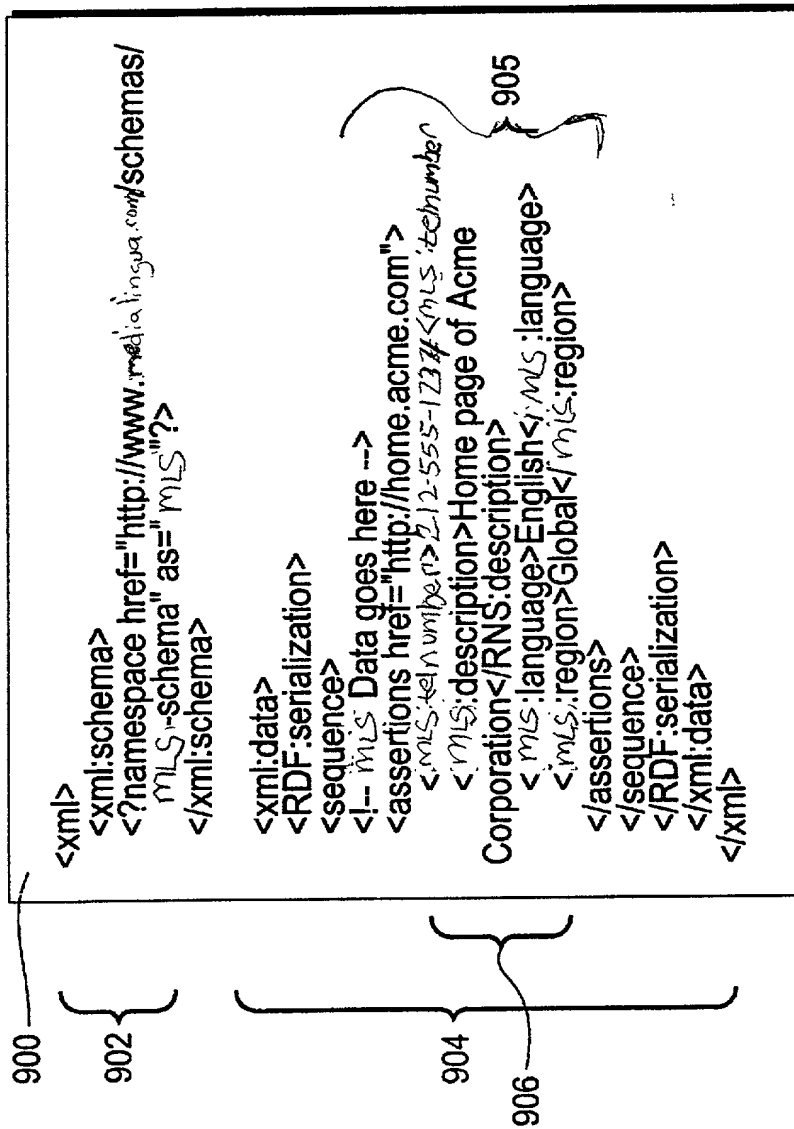 900
902
904
906
905
<xml>
<xml:schema>
<?namespace href="http://www.medialingua.com/schemas/
MLS-schema" as="MLS"?>
</xml:schema>
<xml:data>
<RDF:serialization>
<sequence>
<!-- MLS Data goes here -->
<assertions href="http://home.acme.com">
<MLS:telnumber>212-555-1237#<MLS:telnumber
<MLS:description>Home page of Acme
Corporation</RNS:description>
<MLS:language>English</MLS:language>
<MLS:region>Global</MLS:region>
</assertions>
</sequence>
</RDF:serialization>
</xml:data>
</xml>